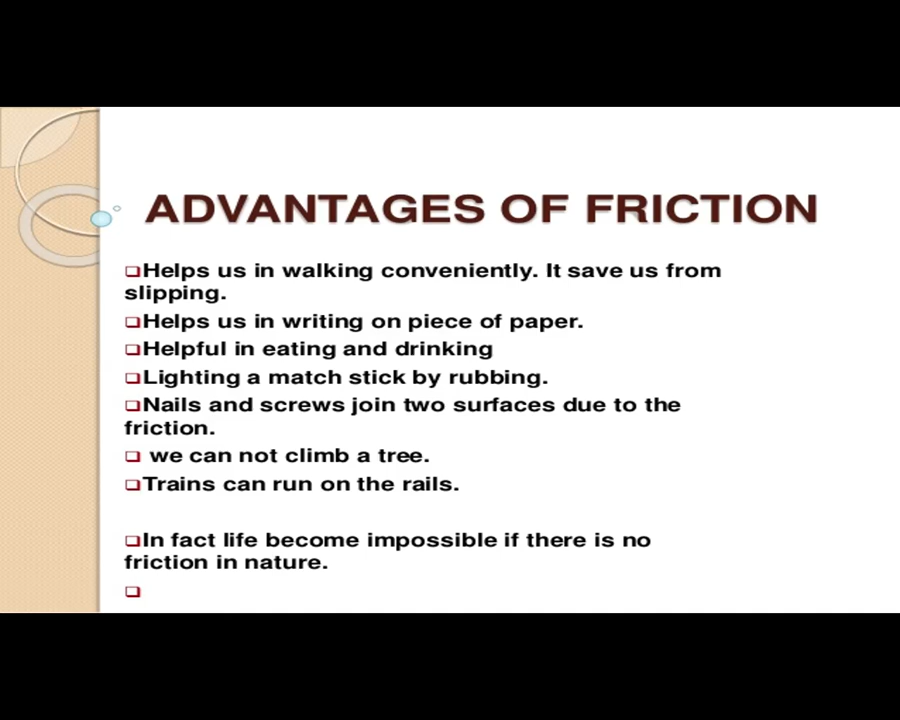 ADVANTAGES OF FRICTION
Helps us in walking conveniently. It save us from
slipping.
Helps us in writing on piece of paper.
Helpful in eating and drinking
Lighting a match stick by rubbing.
Nails and screws join two surfaces due to the
friction.
we can not climb a tree.
Trains can run on the rails.
In fact life become impossible if there is no
friction in nature.